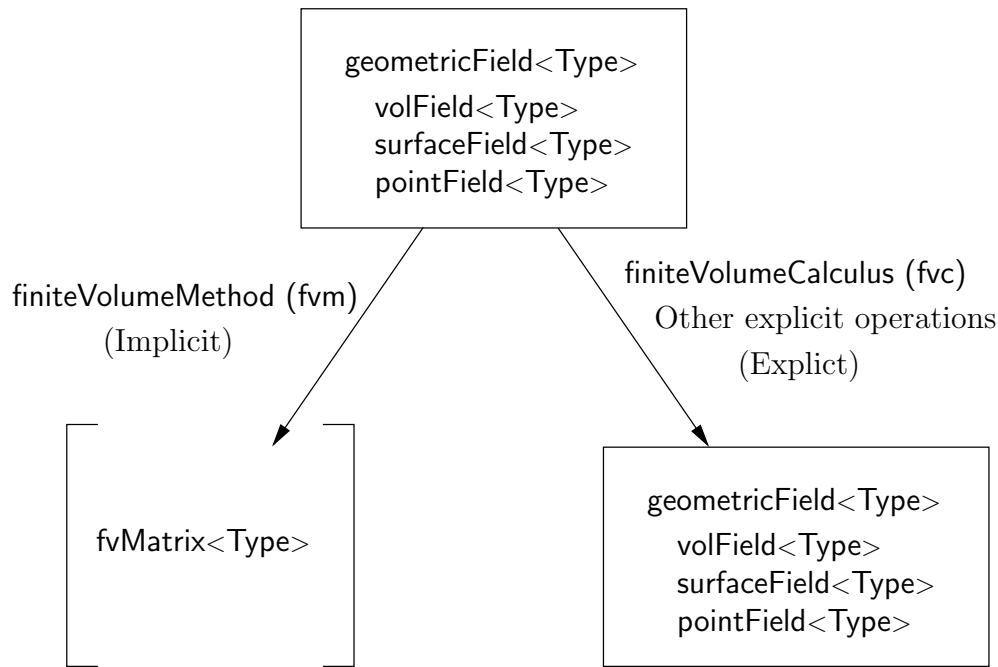 geometricField<Type>
volField<Type>
surfaceField<Type>
pointField<Type>
finiteVolumeMethod (fvm)
(Implicit)
finiteVolumeCalculus (fvc)
Other explicit operations
(Explict)
fvMatrix<Type>
geometricField<Type>
volField<Type>
surfaceField<Type>
pointField<Type>